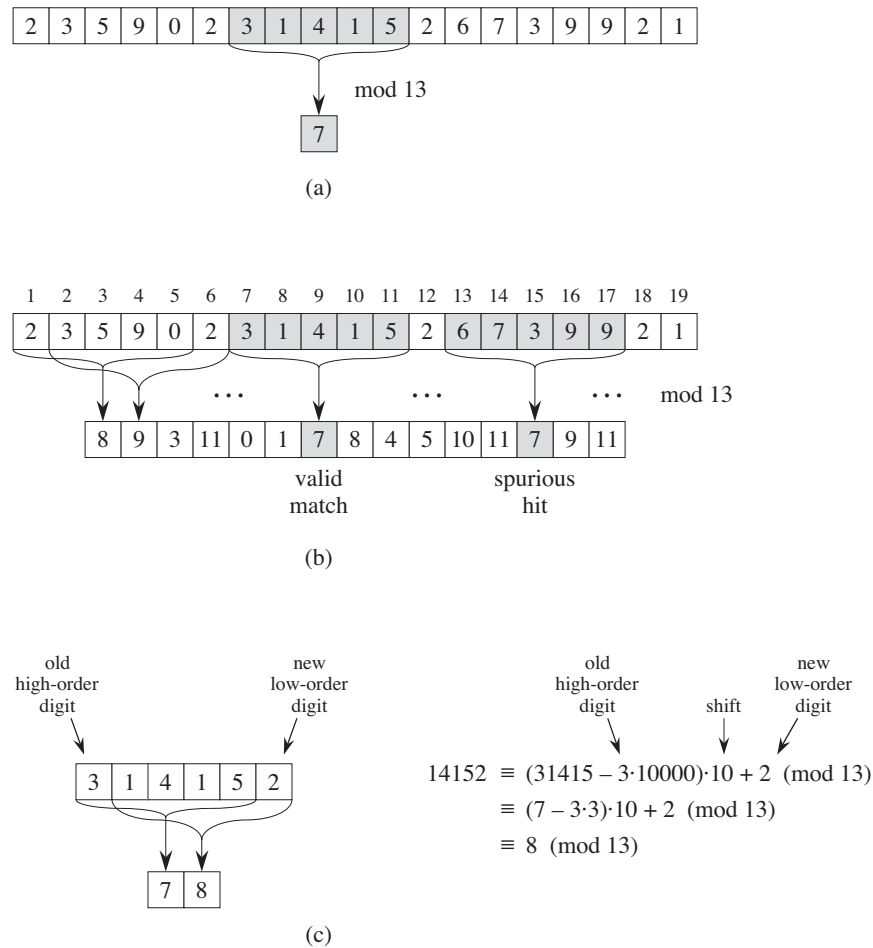 2 3 5 9 0 2 3 1 4 1 5 2 6 7 3 9 9 2 1
mod 13
7
(a)
1 2 3 4 5 6 7 8 9 10 11 12 13 14 15 16 17 18 19
2 3 5 9 0 2 3 1 4 1 5 2 6 7 3 9 9 2 1
... ... ... mod 13
8 9 3 11 0 1 7 8 4 5 10 11 7 9 11
valid
match
spurious
hit
(b)
old
high-order
digit
new
low-order
digit
3 1 4 1 5 2
7 8
old
high-order
digit
shift
new
low-order
digit
14152 ≡ (31415 – 3·10000)·10 + 2 (mod 13)
≡ (7 – 3·3)·10 + 2 (mod 13)
≡ 8 (mod 13)
(c)